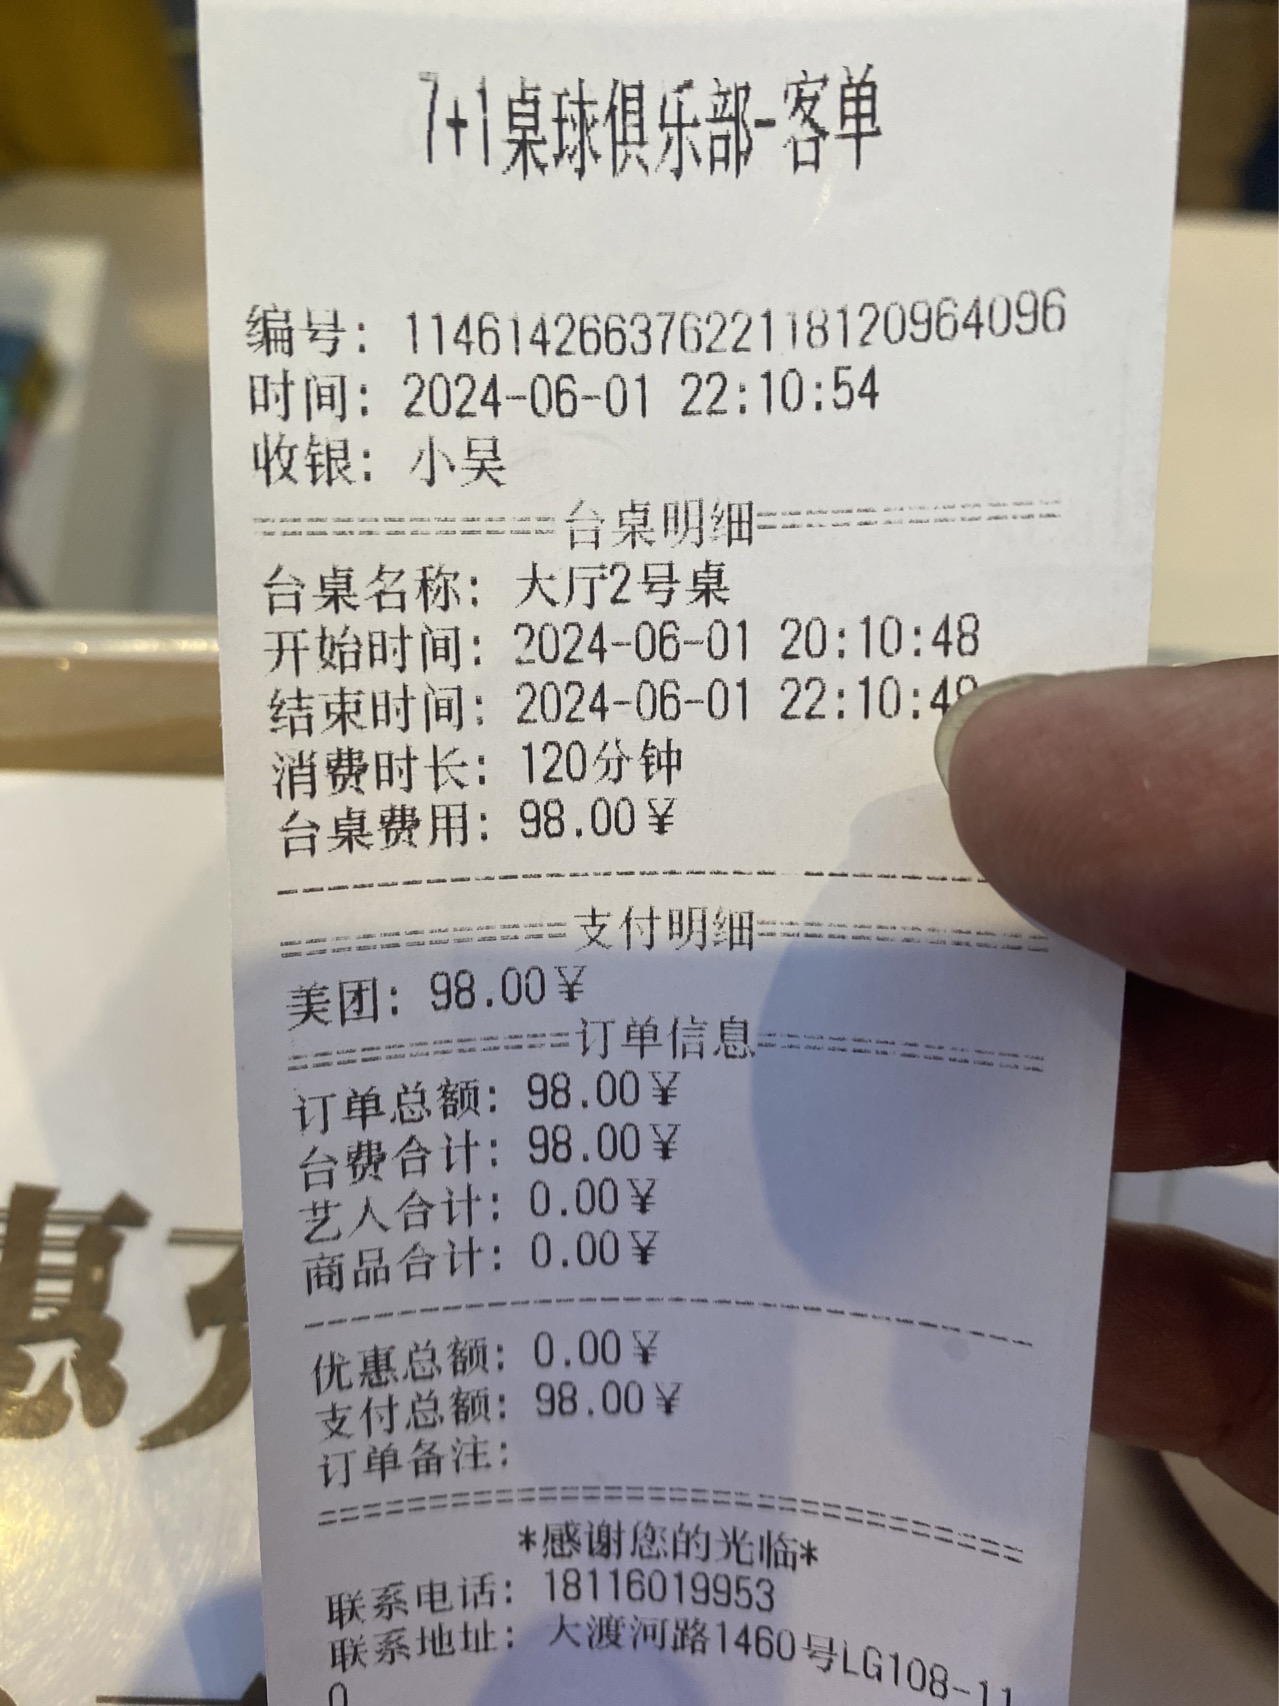 7+1桌球俱乐部-客单
编号: 1146142663762211​8120964096
时间: 2024-06-01 22:10:54
收银: 小吴
============台桌明细============
台桌名称: 大厅2号桌
开始时间: 2024-06-01 20:10:48
结束时间: 2024-06-01 22:10:49
消费时长: 120分钟
台桌费用: 98.00¥
--------------------------------
============支付明细============
美团: 98.00¥
============订单信息============
订单总额: 98.00¥
台费合计: 98.00¥
艺人合计: 0.00¥
商品合计: 0.00¥
--------------------------------
优惠总额: 0.00¥
支付总额: 98.00¥
订单备注:
================================
*感谢您的光临*
联系电话: 18116019953
联系地址: 大渡河路1460号LG108-11
0
惠